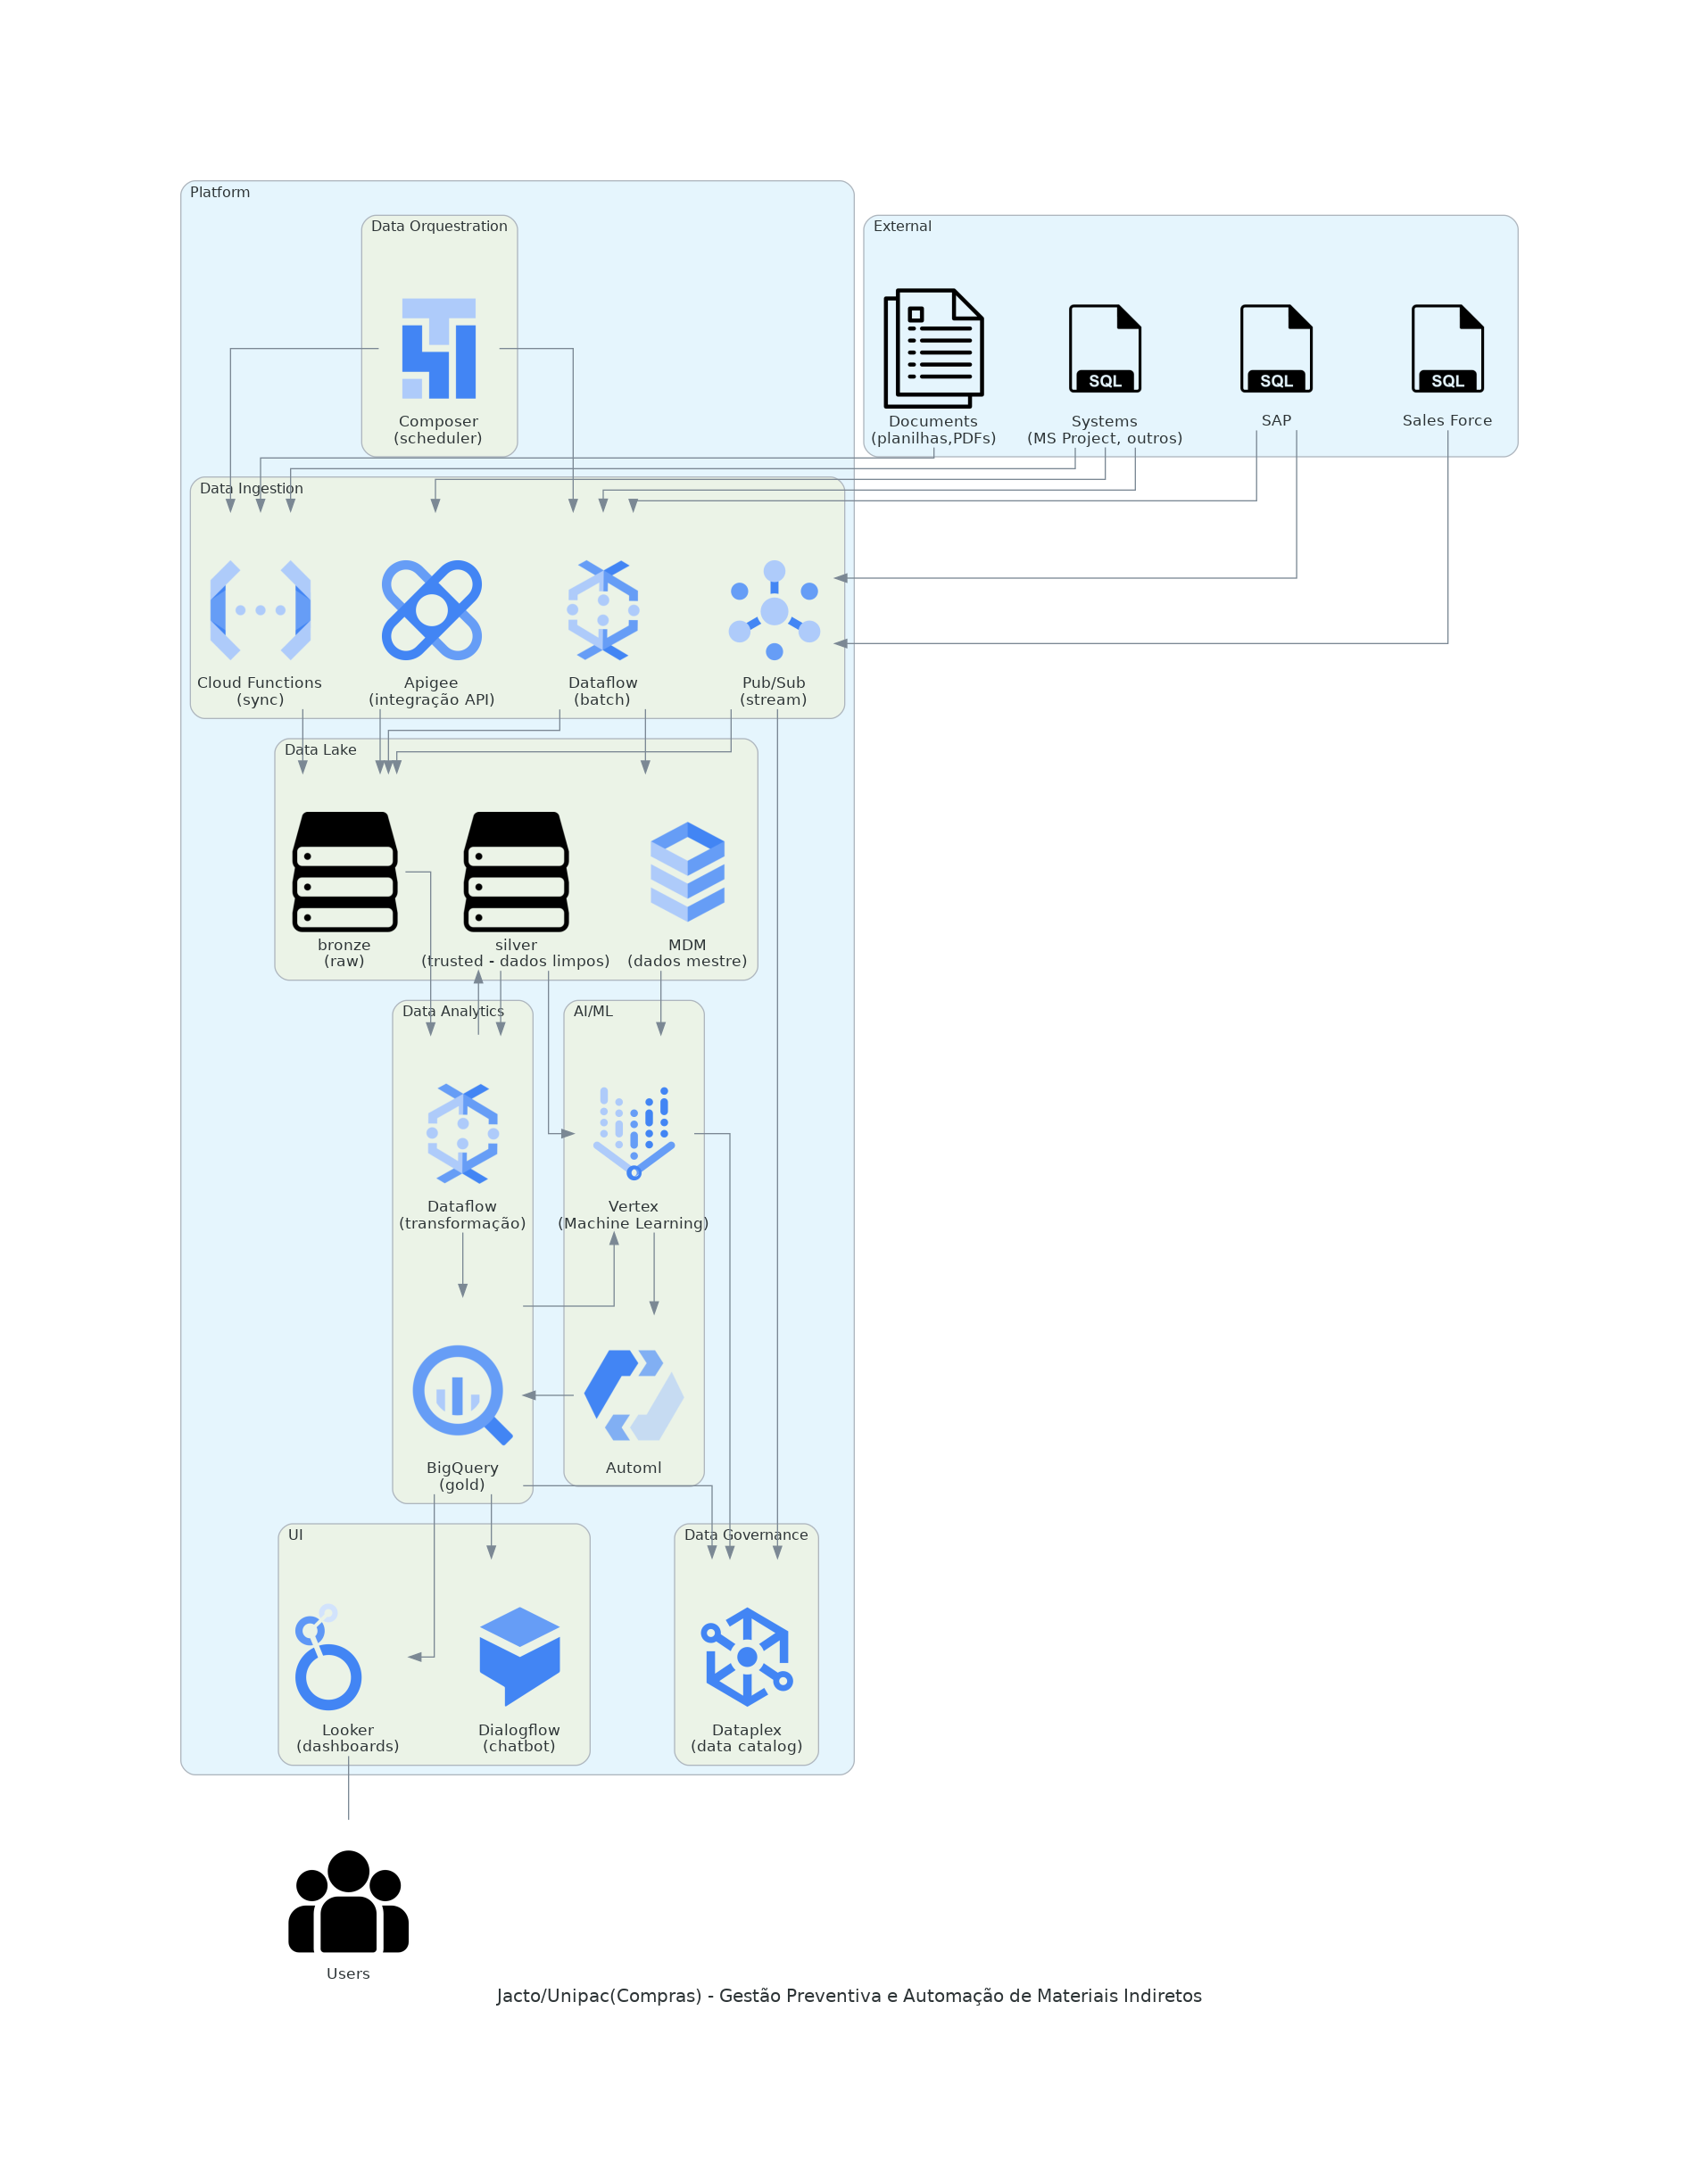 Platform
Data Orquestration
Composer
(scheduler)
External
Documents
(planilhas,PDFs)
SQL
Systems
(MS Project, outros)
SQL
SAP
SQL
Sales Force
Data Ingestion
Cloud Functions
(sync)
Apigee
(integração API)
Dataflow
(batch)
Pub/Sub
(stream)
Data Lake
bronze
(raw)
silver
(trusted - dados limpos)
MDM
(dados mestre)
Data Analytics
Dataflow
(transformação)
BigQuery
(gold)
AI/ML
Vertex
(Machine Learning)
Automl
UI
Looker
(dashboards)
Dialogflow
(chatbot)
Data Governance
Dataplex
(data catalog)
Users
Jacto/Unipac(Compras) - Gestão Preventiva e Automação de Materiais Indiretos